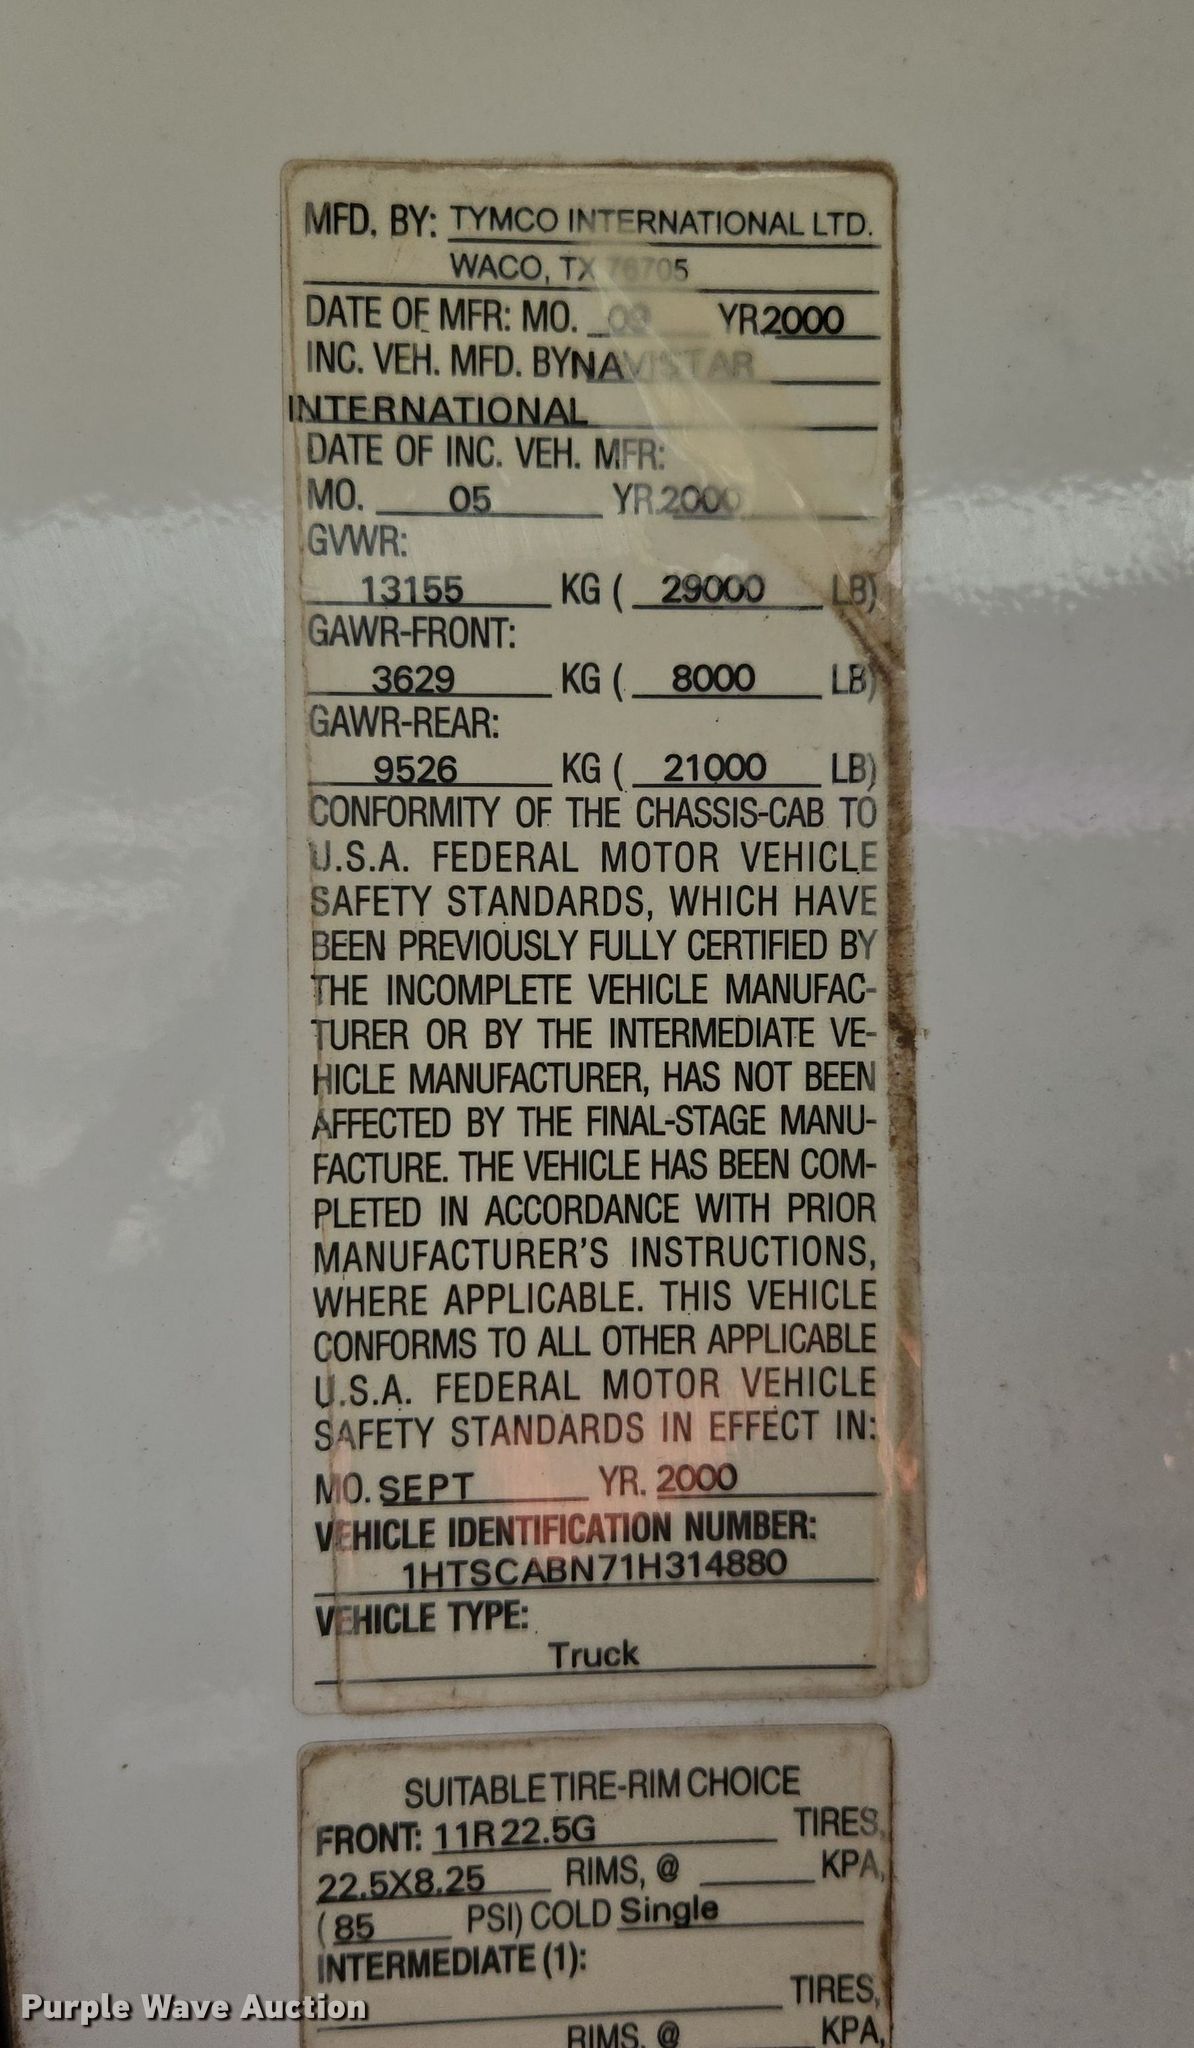 MFD. BY: TYMCO INTERNATIONAL LTD.
WACO, TX 76705
DATE OF MFR: MO. 09 YR 2000
INC. VEH. MFD. BY NAVISTAR
INTERNATIONAL
DATE OF INC. VEH. MFR:
MO. 05 YR. 2000
GVWR:
13155 KG ( 29000 LB)
GAWR-FRONT:
3629 KG ( 8000 LB)
GAWR-REAR:
9526 KG ( 21000 LB)
CONFORMITY OF THE CHASSIS-CAB TO
U.S.A. FEDERAL MOTOR VEHICLE
SAFETY STANDARDS, WHICH HAVE
BEEN PREVIOUSLY FULLY CERTIFIED BY
THE INCOMPLETE VEHICLE MANUFAC-
TURER OR BY THE INTERMEDIATE VE-
HICLE MANUFACTURER, HAS NOT BEEN
AFFECTED BY THE FINAL-STAGE MANU-
FACTURE. THE VEHICLE HAS BEEN COM-
PLETED IN ACCORDANCE WITH PRIOR
MANUFACTURER'S INSTRUCTIONS,
WHERE APPLICABLE. THIS VEHICLE
CONFORMS TO ALL OTHER APPLICABLE
U.S.A. FEDERAL MOTOR VEHICLE
SAFETY STANDARDS IN EFFECT IN:
MO. SEPT YR. 2000
VEHICLE IDENTIFICATION NUMBER:
1HTSCABN71H314880
VEHICLE TYPE:
Truck
SUITABLE TIRE-RIM CHOICE
FRONT: 11R22.5G TIRES,
22.5X8.25 RIMS, @ KPA,
( 85 PSI) COLD Single
INTERMEDIATE (1):
TIRES,
RIMS, @ KPA,
Purple Wave Auction